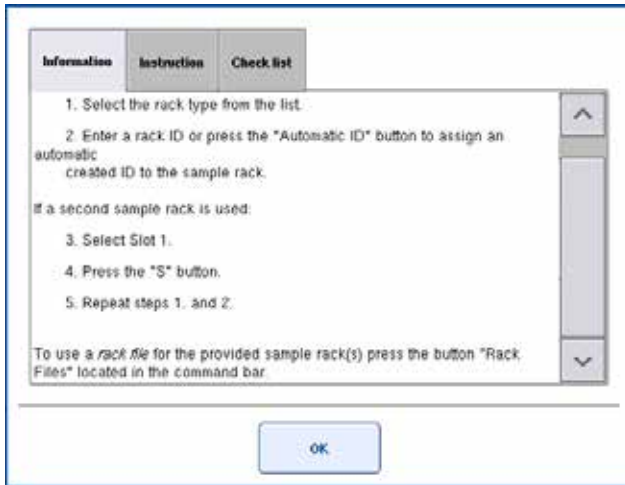 Information Instruction Check list
1. Select the rack type from the list.
2. Enter a rack ID or press the "Automatic ID" button to assign an
automatic
created ID to the sample rack.
If a second sample rack is used:
3. Select Slot 1.
4. Press the "S" button.
5. Repeat steps 1. and 2.
To use a rack file for the provided sample rack(s) press the button "Rack
Files" located in the command bar.
OK